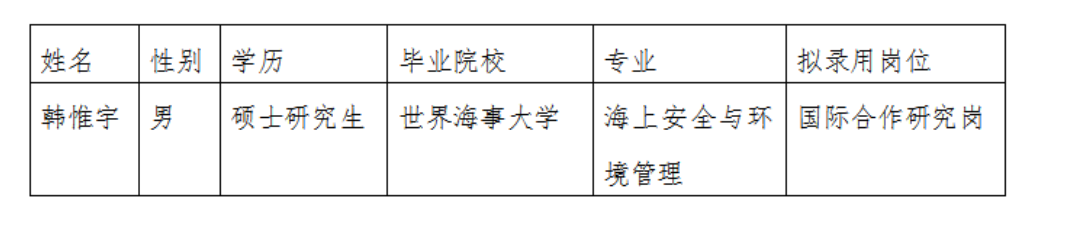 姓名 性别 学历 毕业院校 专业 拟录用岗位
韩惟宇 男 硕士研究生 世界海事大学 海上安全与环 国际合作研究岗
境管理